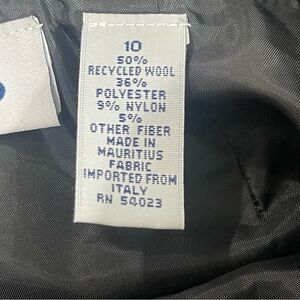 10
50%
RECYCLED WOOL
36%
POLYESTER
9% NYLON
5%
OTHER FIBER
MADE IN
MAURITIUS
FABRIC
IMPORTED FROM
ITALY
RN 54023